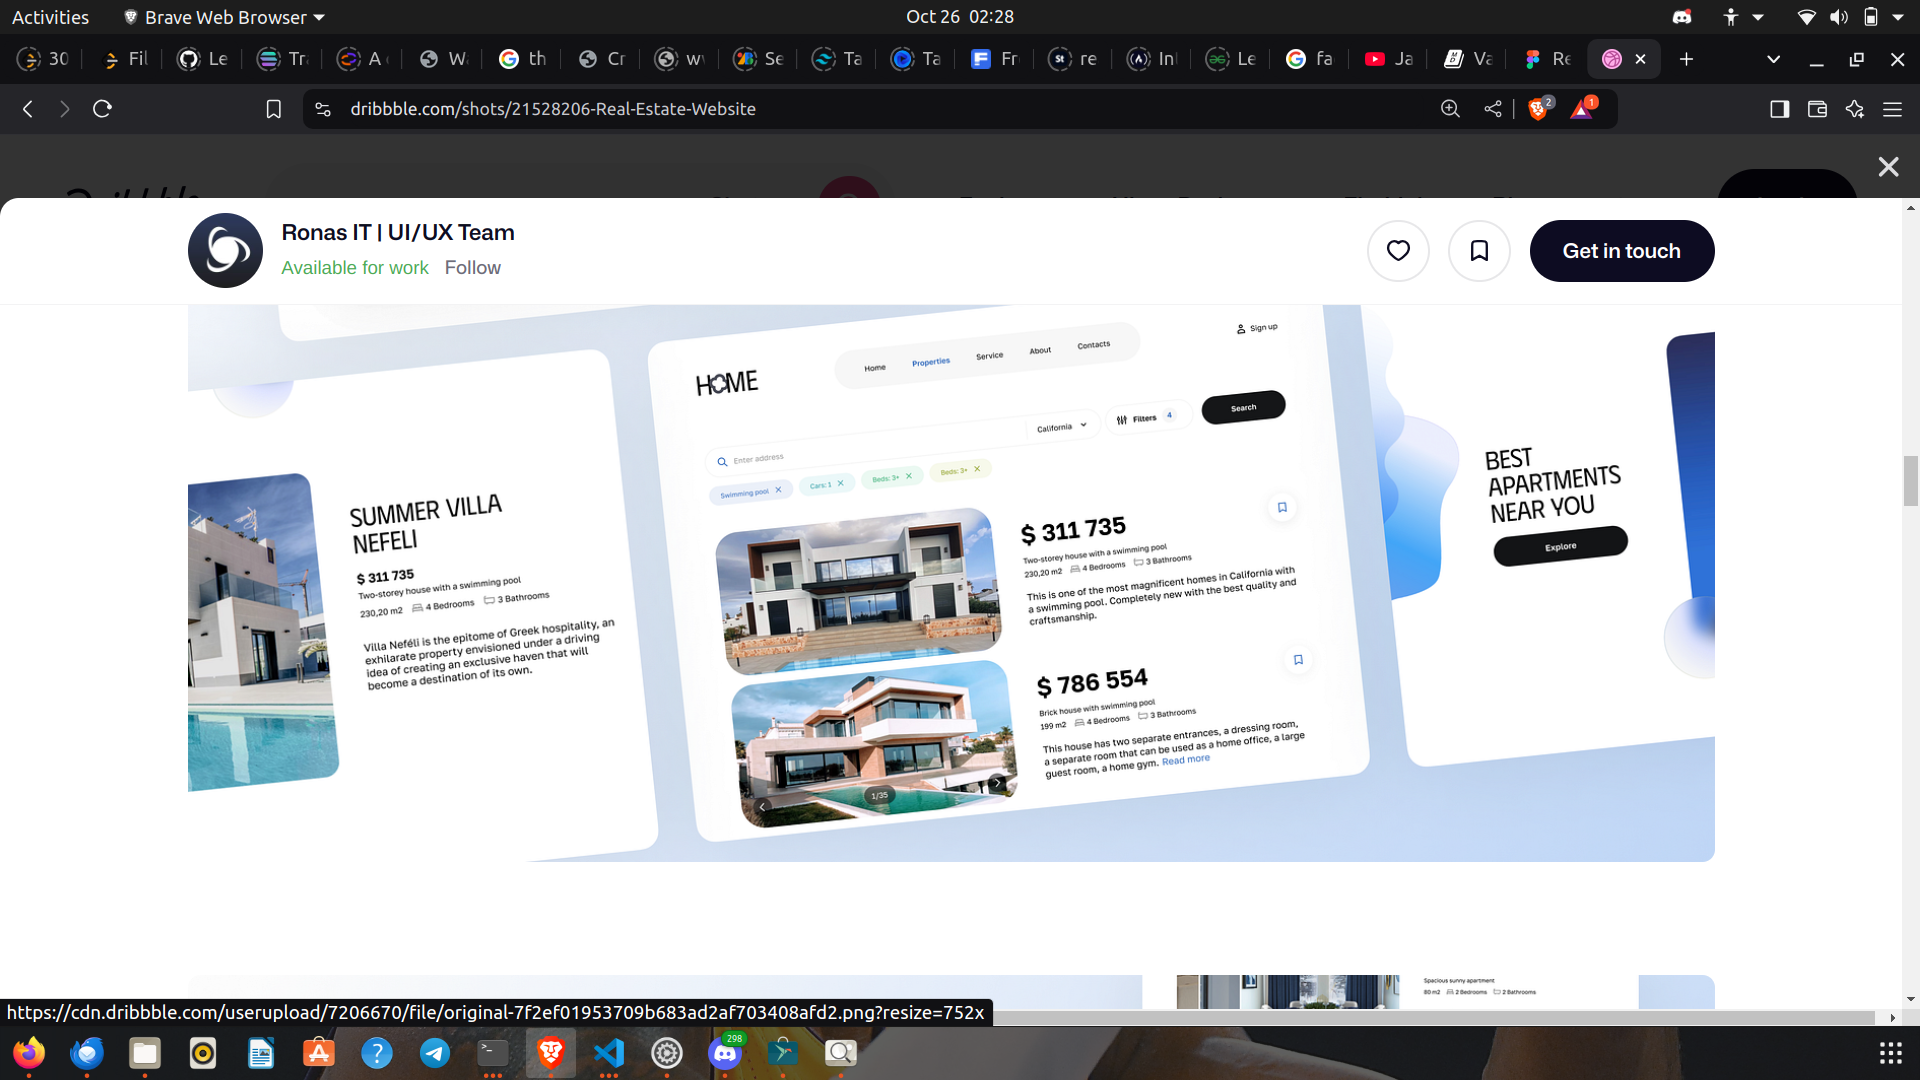 Activities
Brave Web Browser
Oct 26 02:28
30
Fil
Le
Tra
A
Wa
th
Cr
wv
Se
Ta
Ta
Fr
re
Int
Le
fa
Ja
Va
Re
dribbble.com/shots/21528206-Real-Estate-Website
2
1
Ronas IT | UI/UX Team
Available for work Follow
Get in touch
HOME
Home
Properties
Service
About
Contacts
Sign up
Enter address
California
Filters 4
Search
Swimming pool
Cars: 1
Beds: 3+
Beds: 3+
SUMMER VILLA
NEFELI
$ 311 735
Two-storey house with a swimming pool
230,20 m2 4 Bedrooms 3 Bathrooms
Villa Neféli is the epitome of Greek hospitality, an
exhilarate property envisioned under a driving
idea of creating an exclusive haven that will
become a destination of its own.
$ 311 735
Two-storey house with a swimming pool
230,20 m2 4 Bedrooms 3 Bathrooms
This is one of the most magnificent homes in California with
a swimming pool. Completely new with the best quality and
craftsmanship.
$ 786 554
Brick house with swimming pool
199 m2 4 Bedrooms 3 Bathrooms
This house has two separate entrances, a dressing room,
a separate room that can be used as a home office, a large
guest room, a home gym. Read more
1/35
BEST
APARTMENTS
NEAR YOU
Explore
Spacious sunny apartment
80 m2 2 Bedrooms 2 Bathrooms
https://cdn.dribbble.com/userupload/7206670/file/original-7f2ef01953709b683ad2af703408afd2.png?resize=752x
298